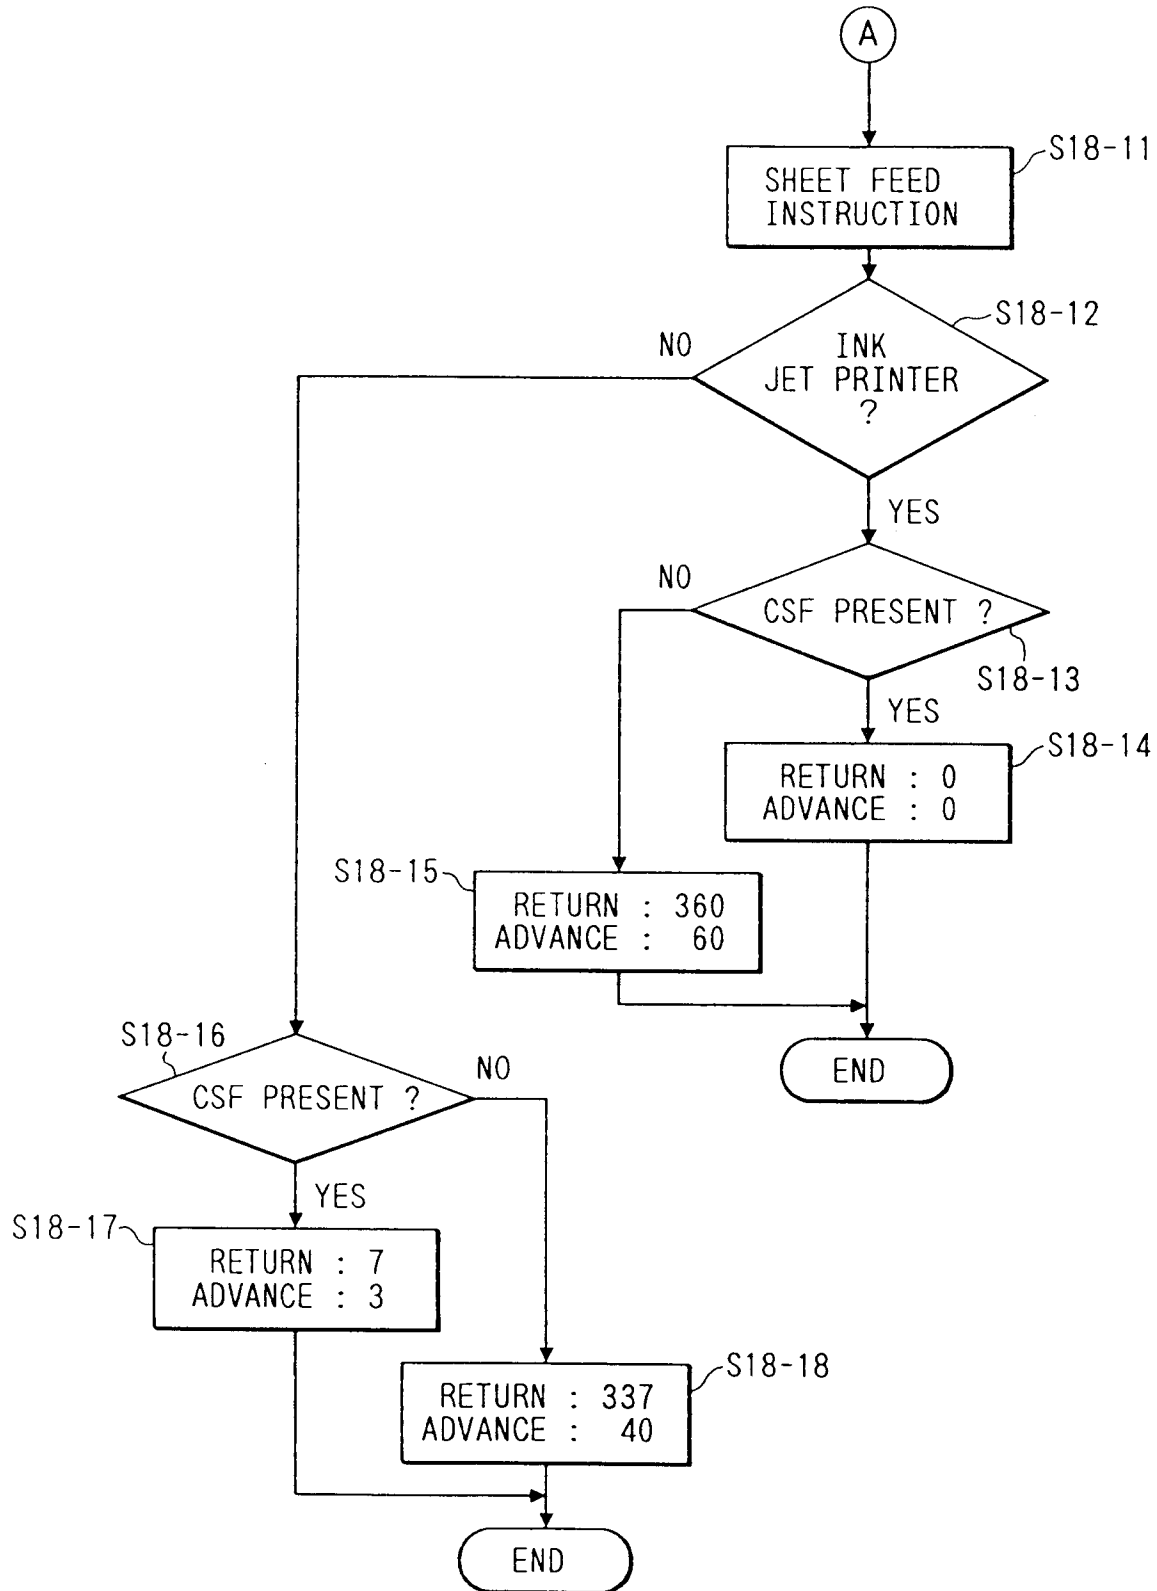 A
S18-11
SHEET FEED
INSTRUCTION
S18-12
NO
INK
JET PRINTER
?
YES
NO
CSF PRESENT ?
S18-13
YES
S18-14
RETURN : 0
ADVANCE : 0
S18-15
RETURN : 360
ADVANCE : 60
END
S18-16
CSF PRESENT ?
NO
YES
S18-17
RETURN : 7
ADVANCE : 3
S18-18
RETURN : 337
ADVANCE : 40
END